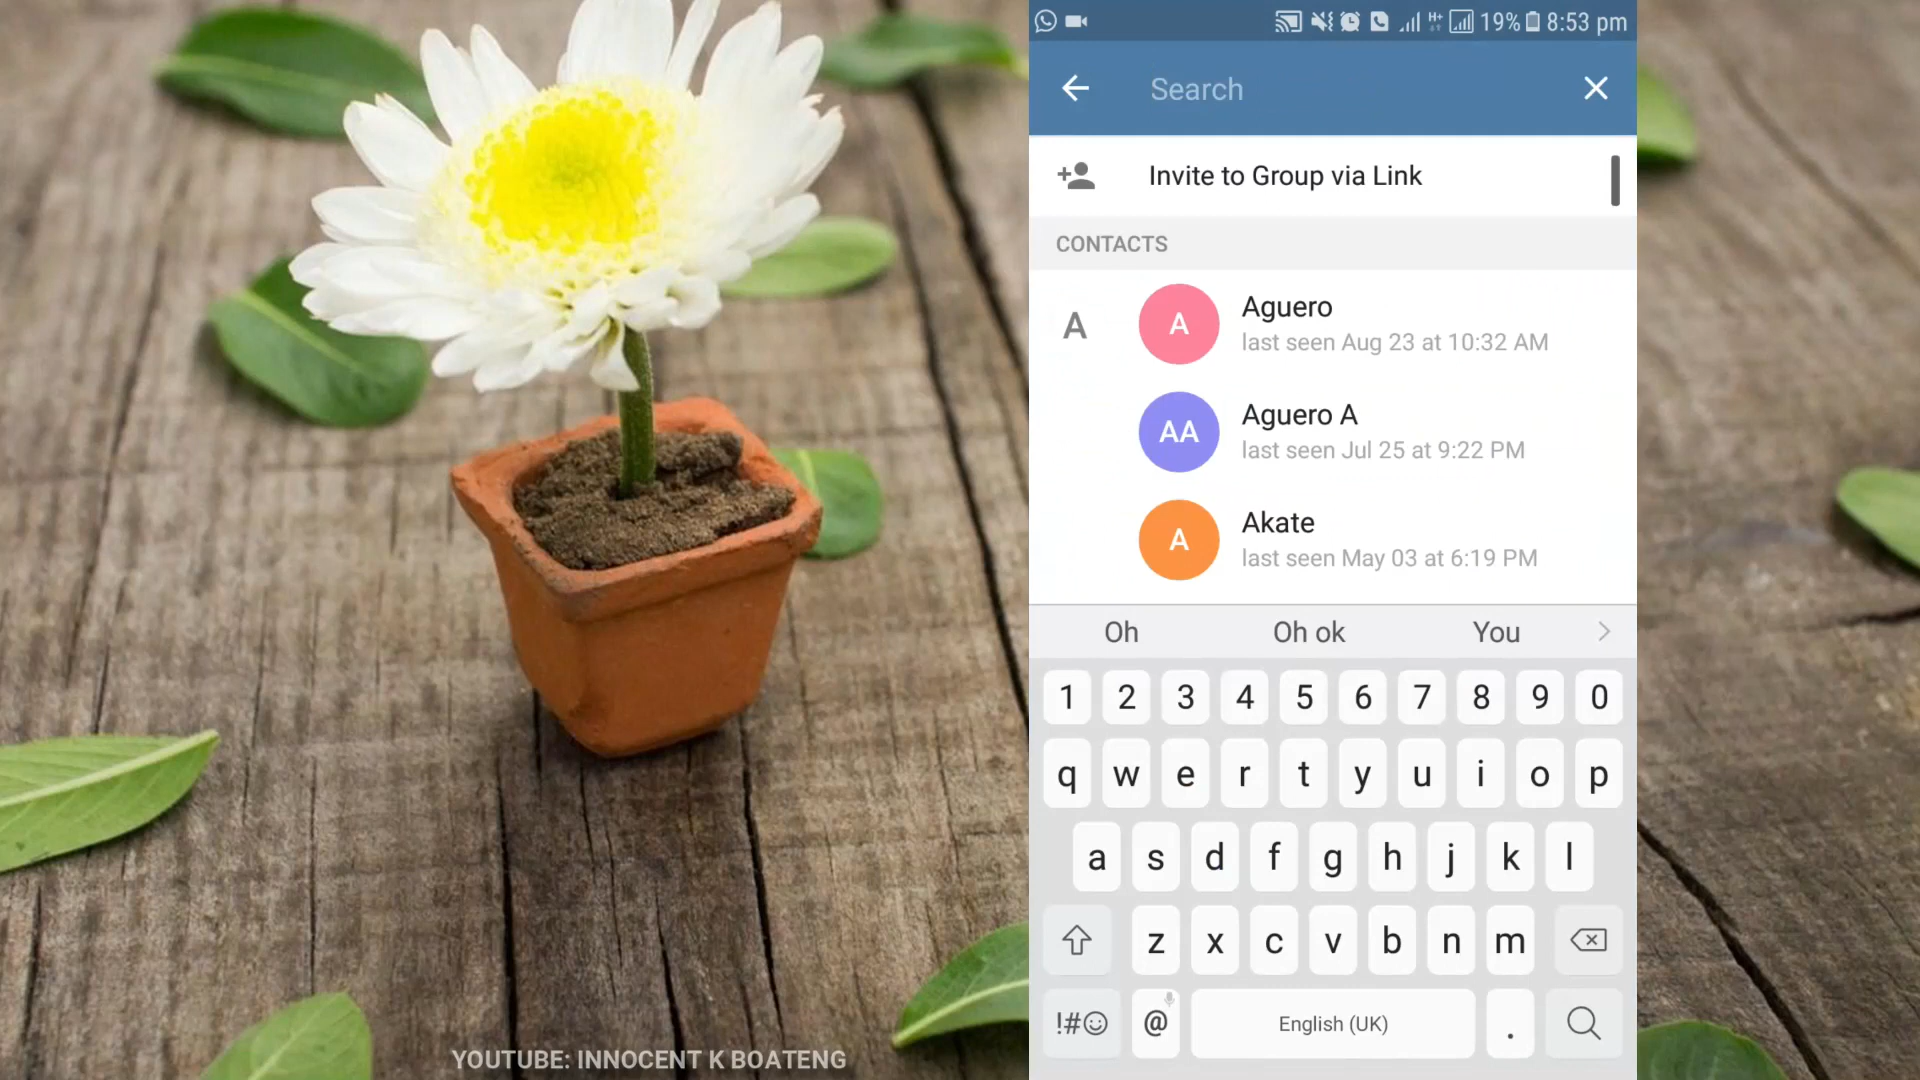 19% 8:53 pm
Search
Invite to Group via Link
CONTACTS
A
A
Aguero
last seen Aug 23 at 10:32 AM
AA
Aguero A
last seen Jul 25 at 9:22 PM
A
Akate
last seen May 03 at 6:19 PM
Oh Oh ok You
1 2 3 4 5 6 7 8 9 0
q w e r t y u i o p
a s d f g h j k l
z x c v b n m
!#☺ @ English (UK) .
YOUTUBE: INNOCENT K BOATENG